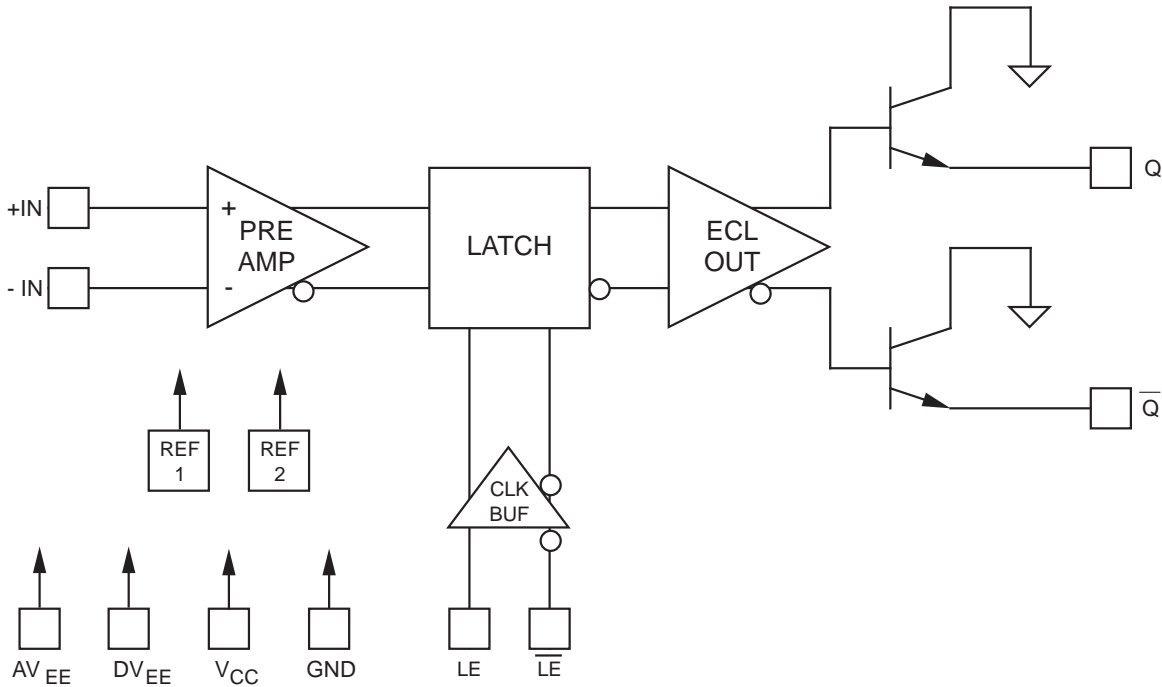 +IN
- IN
+
-
PRE
AMP
LATCH
ECL
OUT
Q
Q̅
REF
1
REF
2
CLK
BUF
AV EE
DV EE
V CC
GND
LE
L̅E̅